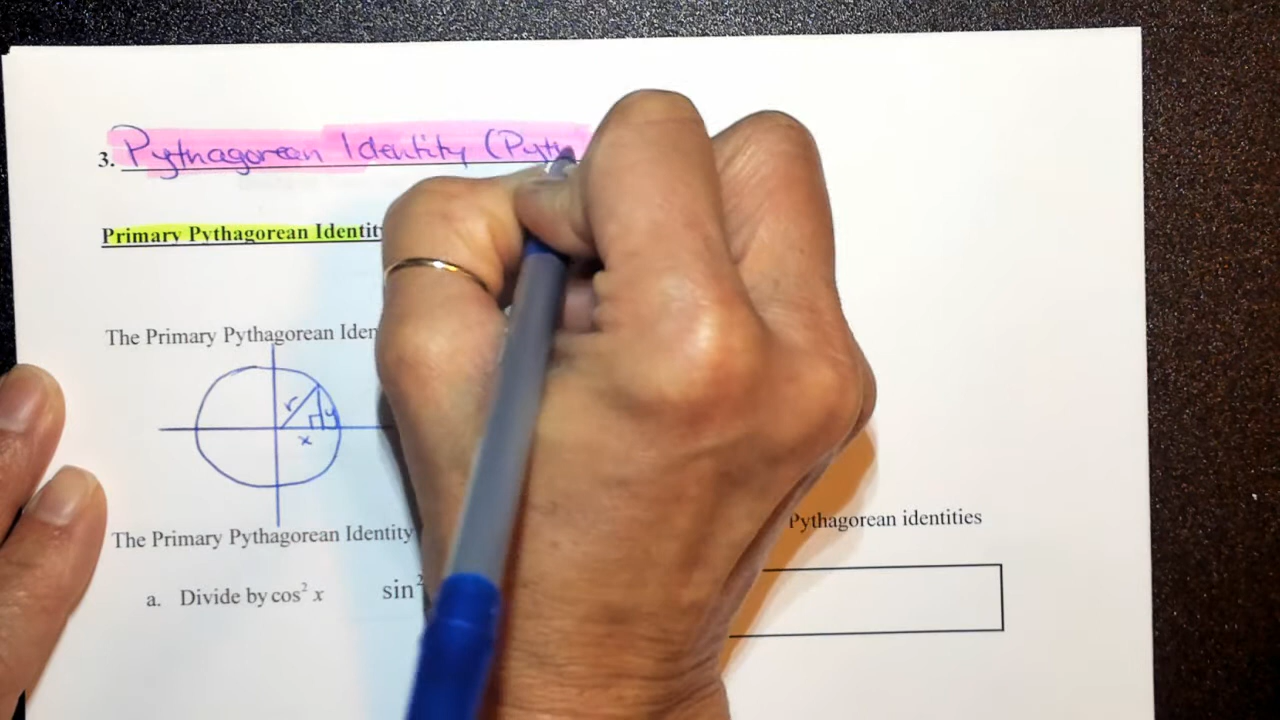 3. Pythagorean Identity (Pyth
Primary Pythagorean Identit
The Primary Pythagorean Iden
r
y
x
The Primary Pythagorean Identity Pythagorean identities
a. Divide by cos² x sin²